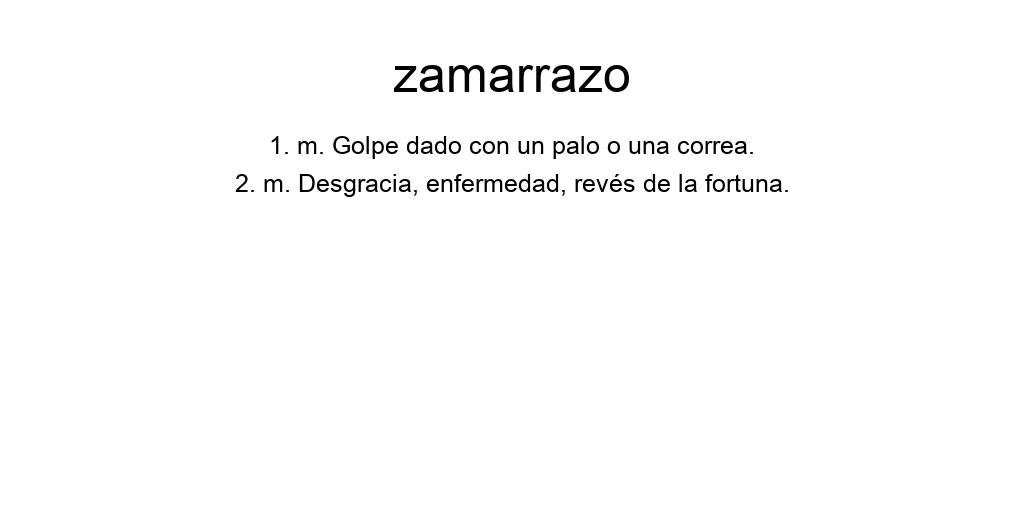 zamarrazo
1. m. Golpe dado con un palo o una correa.
2. m. Desgracia, enfermedad, revés de la fortuna.